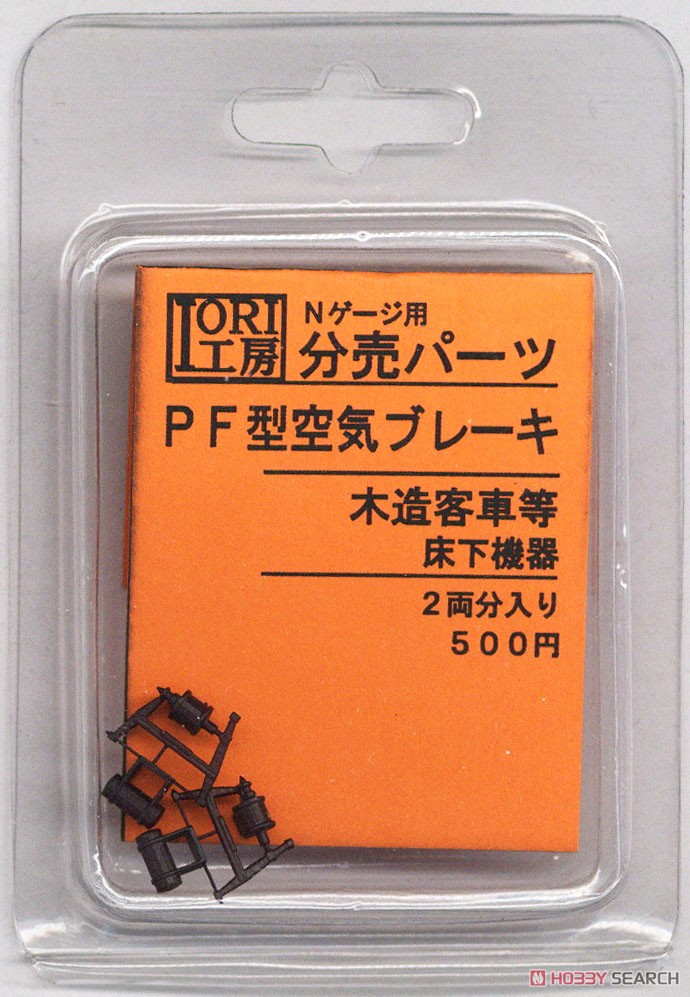 IORI
工房
Nゲージ用
分売パーツ
PF型空気ブレーキ
木造客車等
床下機器
2両分入り
500円
HOBBY SEARCH